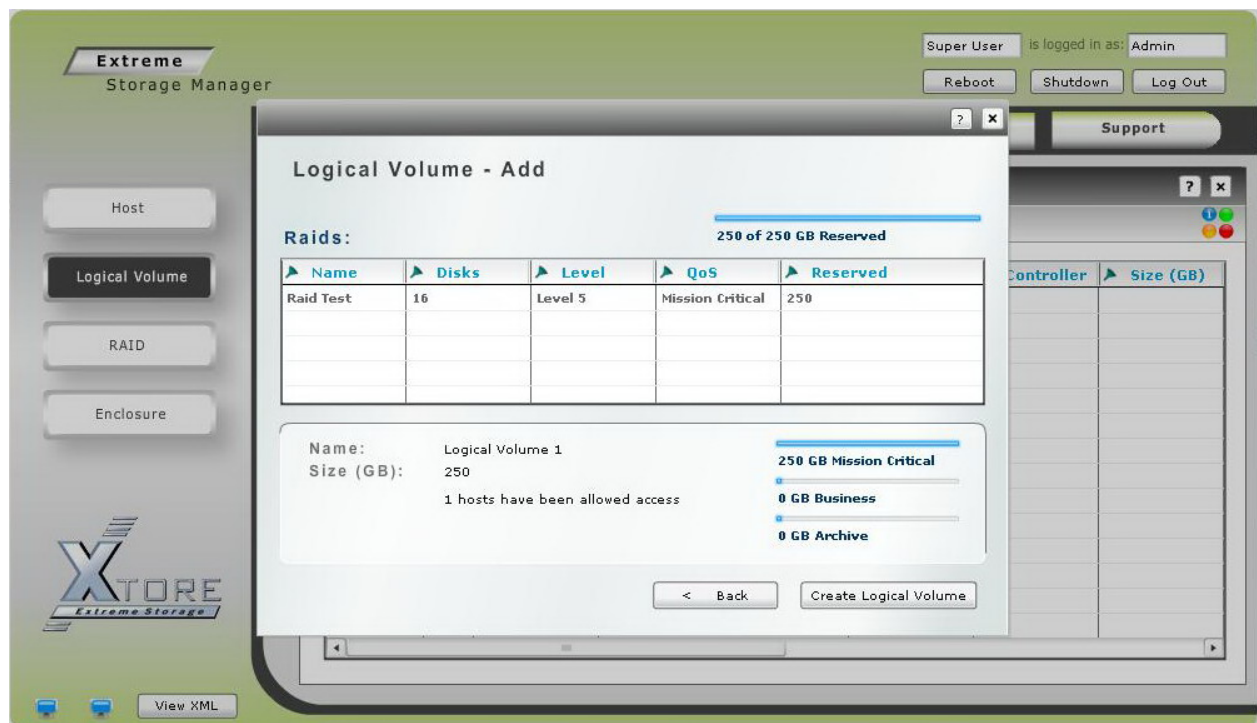 Extreme
Storage Manager
Super User is logged in as: Admin
Reboot Shutdown Log Out
Support
Host
Logical Volume
RAID
Enclosure
XTORE
Extreme Storage
View XML
? ×
Logical Volume - Add
Raids:
250 of 250 GB Reserved
Name Disks Level QoS Reserved
Raid Test 16 Level 5 Mission Critical 250
Name: Logical Volume 1
Size (GB): 250
1 hosts have been allowed access
250 GB Mission Critical
0 GB Business
0 GB Archive
< Back Create Logical Volume
? ×
Controller Size (GB)